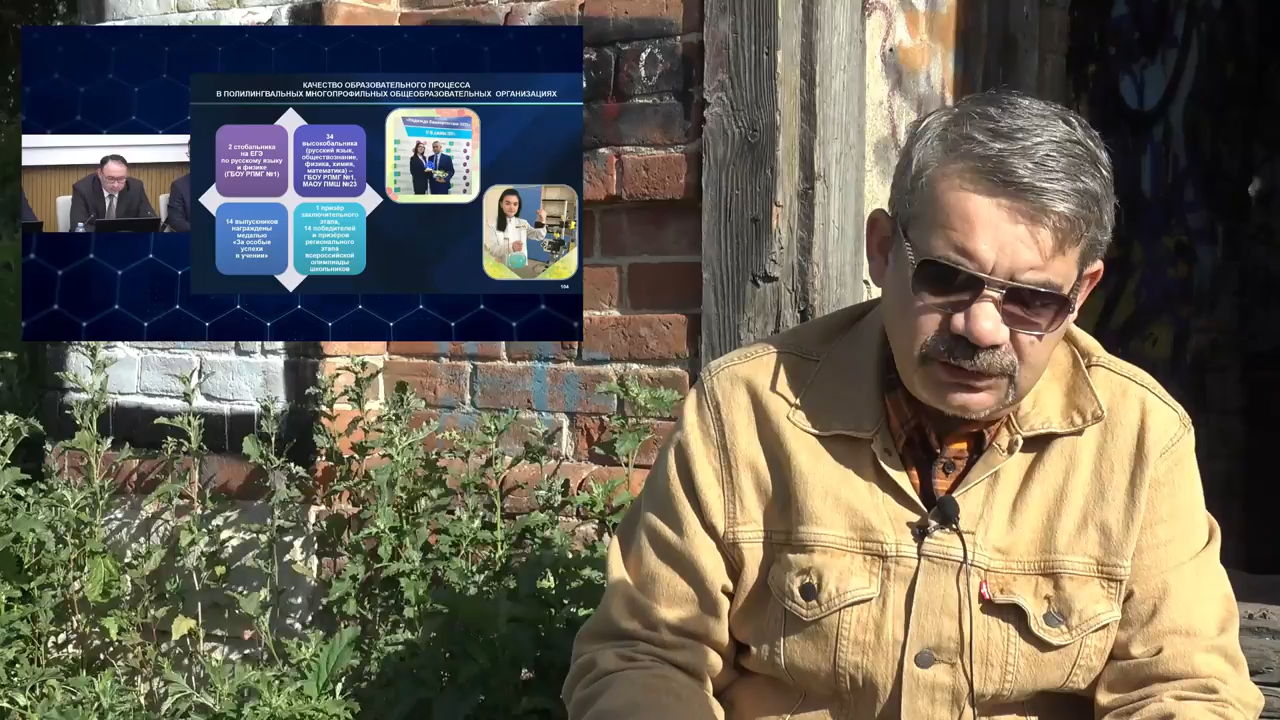 КАЧЕСТВО ОБРАЗОВАТЕЛЬНОГО ПРОЦЕССА
В ПОЛИЛИНГВАЛЬНЫХ МНОГОПРОФИЛЬНЫХ ОБЩЕОБРАЗОВАТЕЛЬНЫХ ОРГАНИЗАЦИЯХ
2 стобальника
на ЕГЭ
по русскому языку
и физике
(ГБОУ РПМГ №1)
34
высокобальника
(русский язык,
обществознание,
физика, химия,
математика) –
ГБОУ РПМГ №1,
МАОУ ПМШ №23
14 выпускников
награждены
медалью
«За особые
успехи
в учении»
1 призёр
заключительного
этапа,
14 победителей
и призёров
регионального
этапа
всероссийской
олимпиады
школьников
104